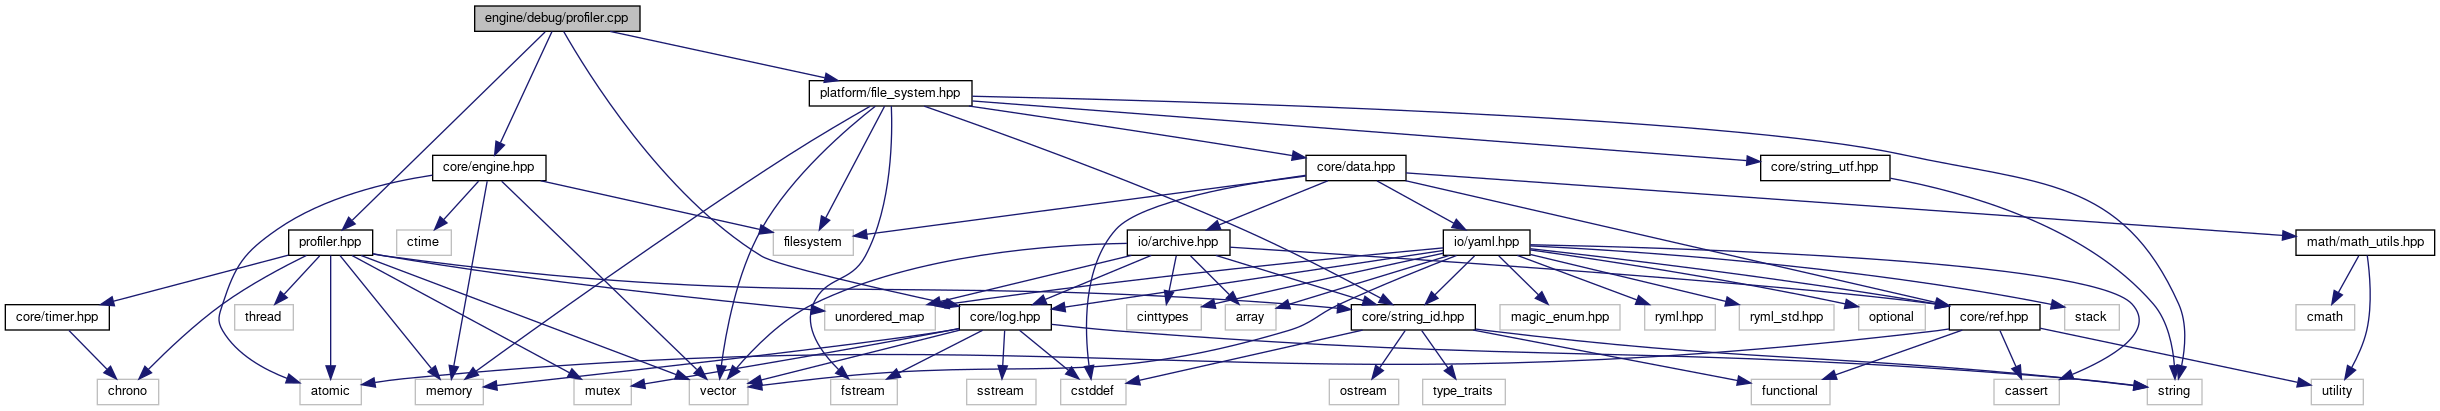 engine/debug/profiler.cpp
platform/file_system.hpp
core/engine.hpp
core/data.hpp
core/string_utf.hpp
profiler.hpp
ctime
filesystem
io/archive.hpp
io/yaml.hpp
math/math_utils.hpp
core/timer.hpp
thread
unordered_map
core/log.hpp
cinttypes
array
core/string_id.hpp
magic_enum.hpp
ryml.hpp
ryml_std.hpp
optional
core/ref.hpp
stack
cmath
chrono
atomic
memory
mutex
vector
fstream
sstream
cstddef
ostream
type_traits
functional
cassert
string
utility